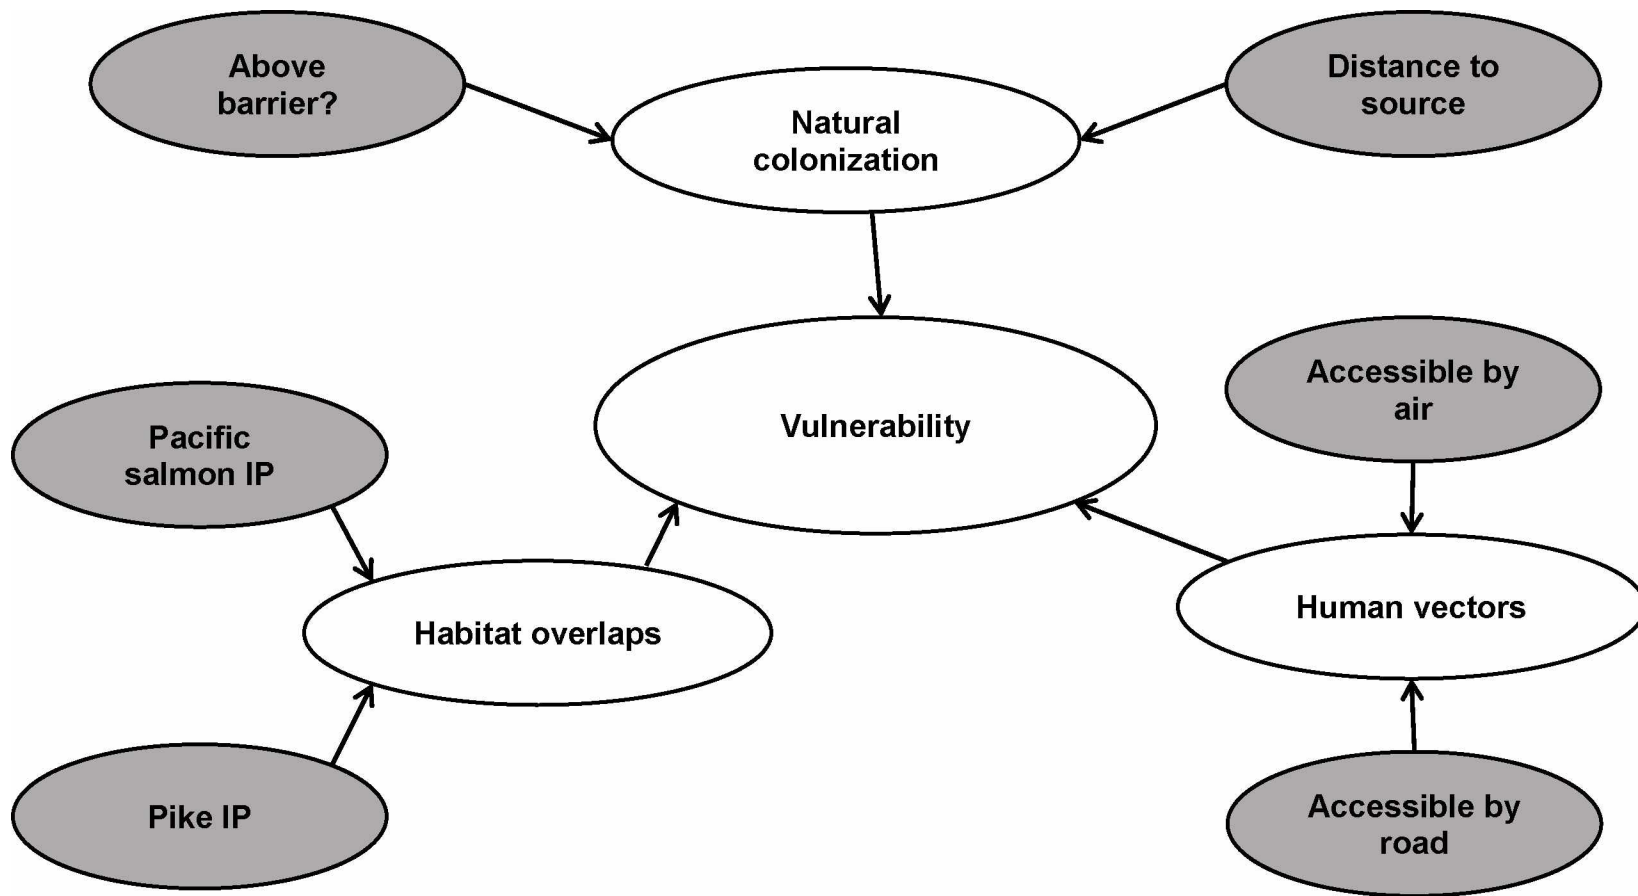 Above
barrier?
Natural
colonization
Distance to
source
Vulnerability
Accessible by
air
Pacific
salmon IP
Habitat overlaps
Human vectors
Pike IP
Accessible by
road